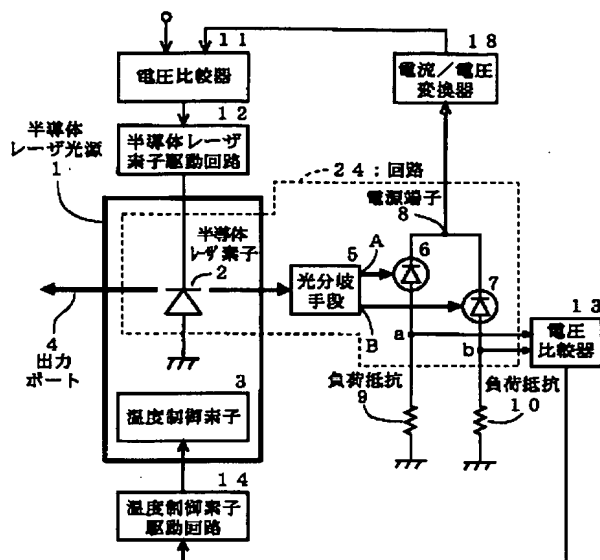 11
電圧比較器
18
電流／電圧
変換器
12
半導体レーザ
素子駆動回路
半導体
レーザ光源
1
24：回路
電源端子
8
半導体
レーザ素子
2
5
A
光分岐
手段
B
6
7
4
出力
ポート
a
b
13
電圧
比較器
3
温度制御素子
負荷抵抗
9
負荷抵抗
10
14
温度制御素子
駆動回路